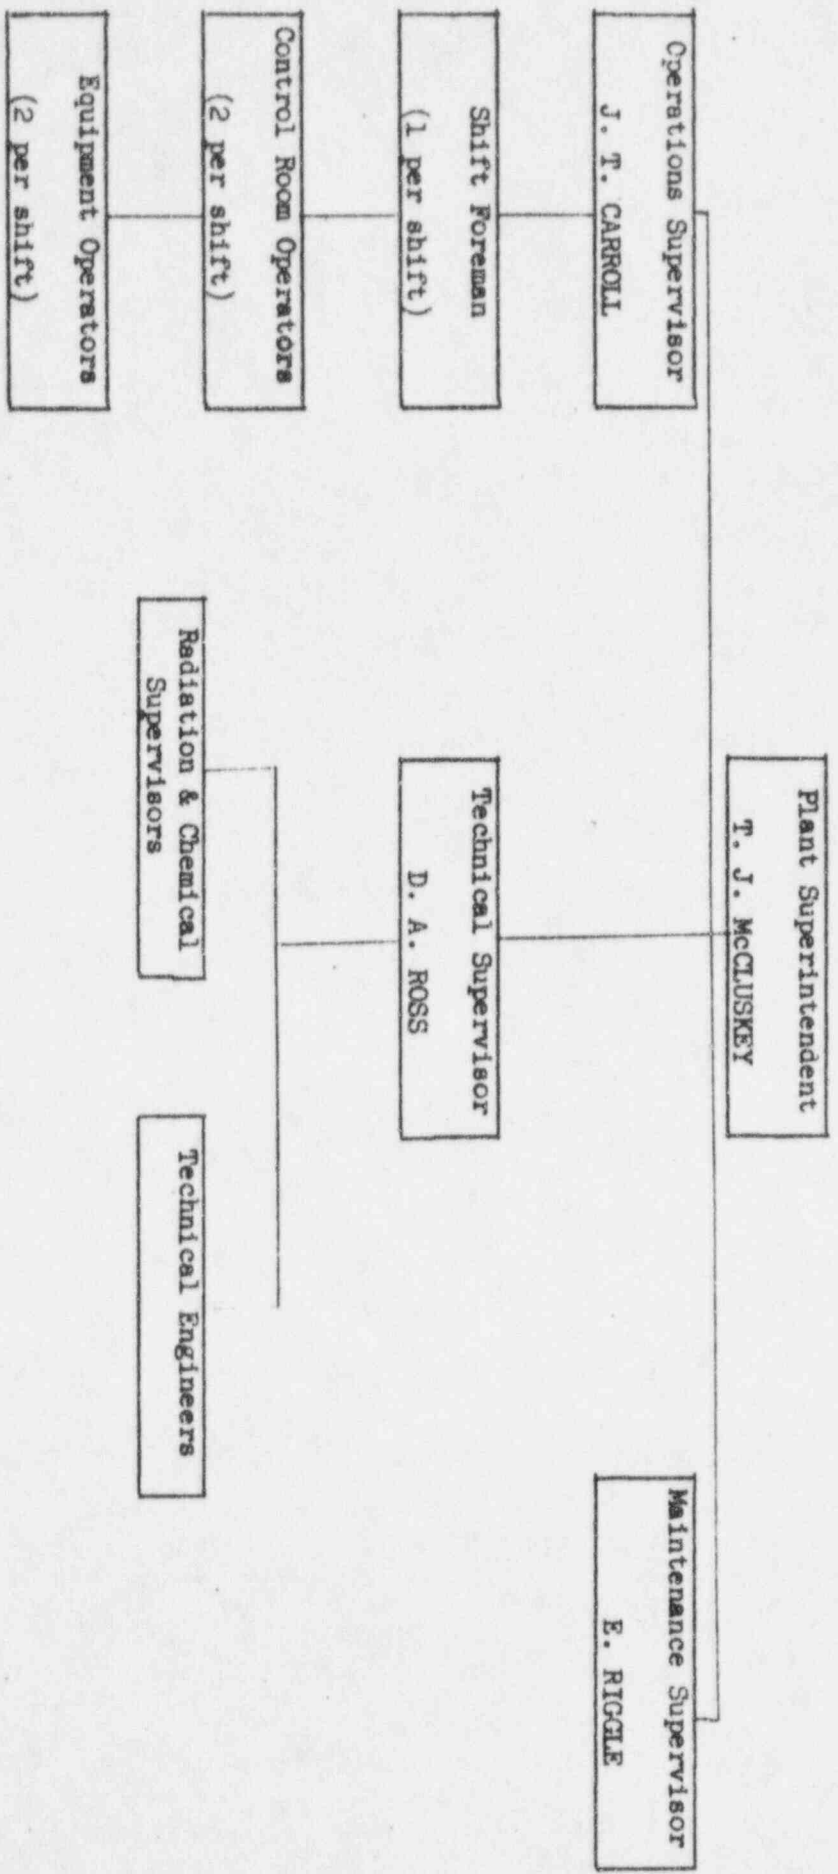 Plant Superintendent
T. J. McCLUSKEY
Operations Supervisor
J. T. CARROLL
Shift Foreman
(1 per shift)
Control Room Operators
(2 per shift)
Equipment Operators
(2 per shift)
Technical Supervisor
D. A. ROSS
Radiation & Chemical
Supervisors
Technical Engineers
Maintenance Supervisor
E. RIGGLE